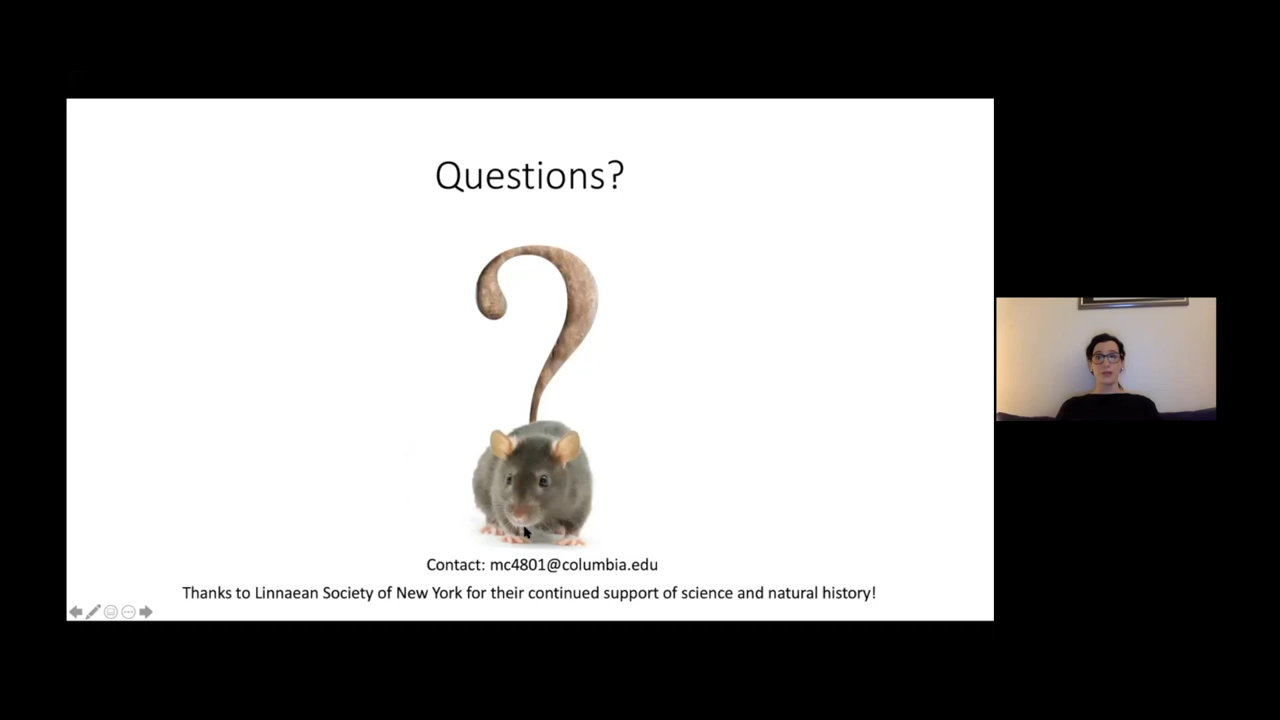 Questions?
Contact: mc4801@columbia.edu
Thanks to Linnaean Society of New York for their continued support of science and natural history!